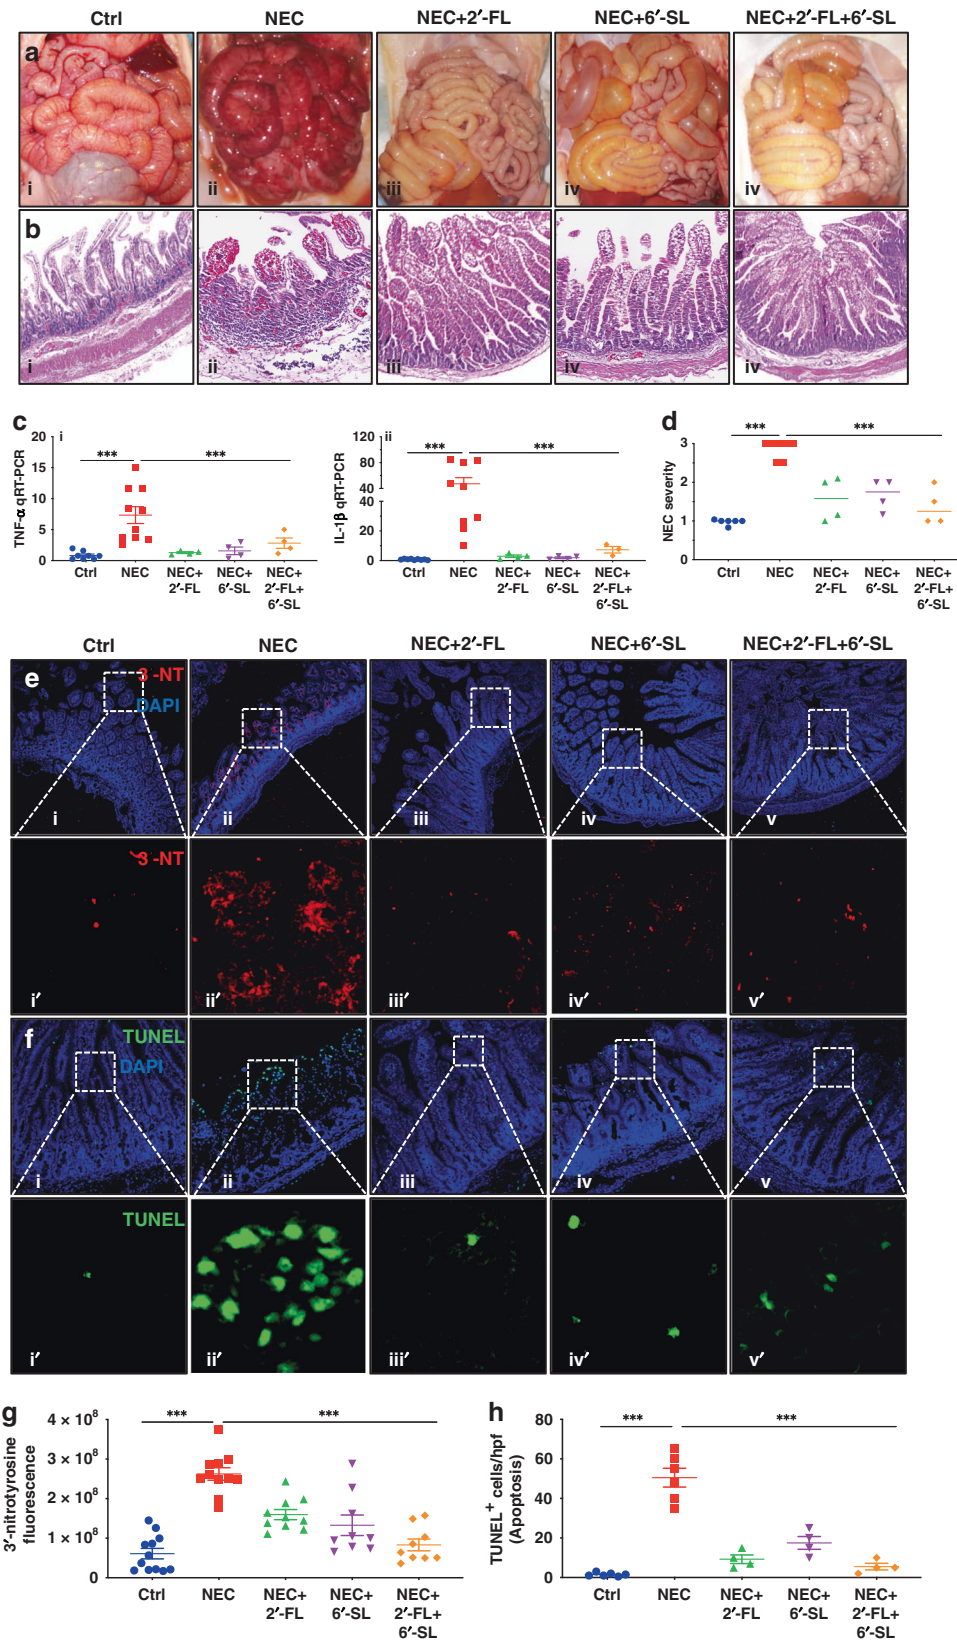 Ctrl NEC NEC+2′-FL NEC+6′-SL NEC+2′-FL+6′-SL
a
i ii iii iv iv
b
i ii iii iv iv
c
i
TNF-α qRT-PCR
20
15
10
5
0
*** ***
Ctrl NEC NEC+ NEC+ NEC+
2′-FL 6′-SL 2′-FL+
6′-SL
ii
IL-1β qRT-PCR
120
80
40
40
20
0
*** ***
Ctrl NEC NEC+ NEC+ NEC+
2′-FL 6′-SL 2′-FL+
6′-SL
d
NEC severity
3
2
1
0
*** ***
Ctrl NEC NEC+ NEC+ NEC+
2′-FL 6′-SL 2′-FL+
6′-SL
Ctrl NEC NEC+2′-FL NEC+6′-SL NEC+2′-FL+6′-SL
e
3 -NT
DAPI
i ii iii iv v
3 -NT
i′ ii′ iii′ iv′ v′
f
TUNEL
DAPI
i ii iii iv v
TUNEL
i′ ii′ iii′ iv′ v′
g
3′-nitrotyrosine
fluorescence
4 × 10⁸
3 × 10⁸
2 × 10⁸
1 × 10⁸
0
*** ***
Ctrl NEC NEC+ NEC+ NEC+
2′-FL 6′-SL 2′-FL+
6′-SL
h
TUNEL⁺ cells/hpf
(Apoptosis)
80
60
40
20
0
*** ***
Ctrl NEC NEC+ NEC+ NEC+
2′-FL 6′-SL 2′-FL+
6′-SL